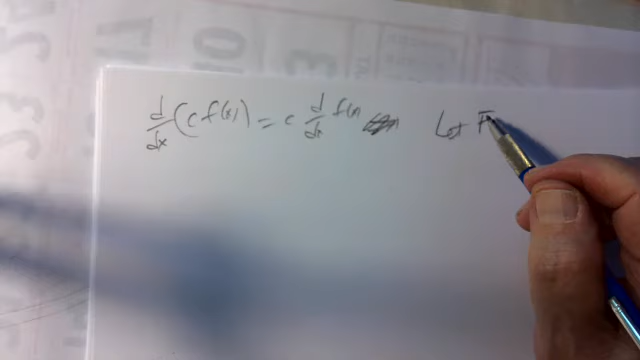 d/dx (c f(x)) = c d/dx f(x) Let F